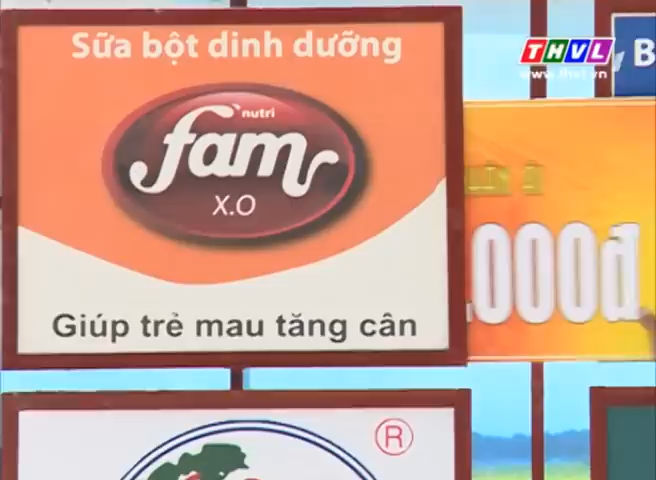 Sữa bột dinh dưỡng
nutri
fam
X.O
Giúp trẻ mau tăng cân
THVL
www.thvl.vn
B
.000đ
R